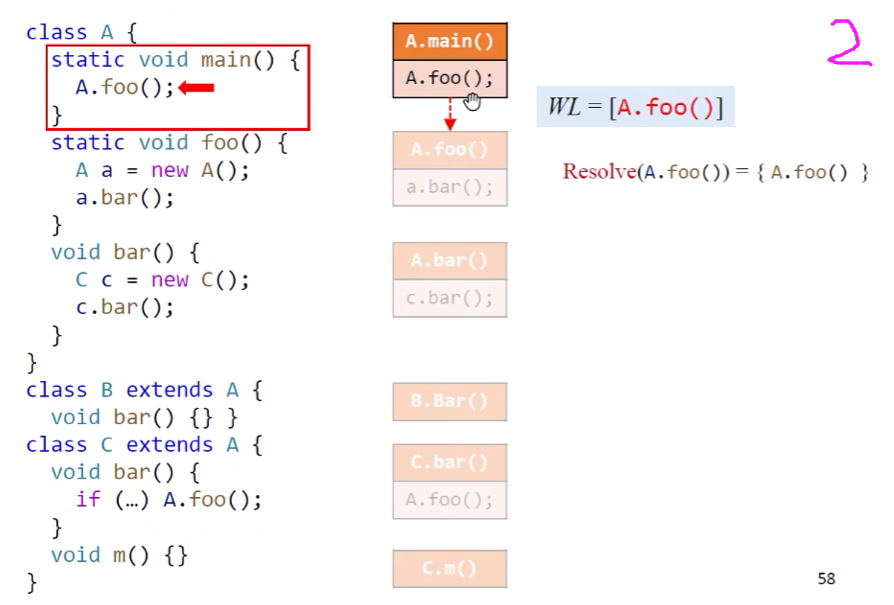 class A {
static void main() {
A.foo();
}
static void foo() {
A a = new A();
a.bar();
}
void bar() {
C c = new C();
c.bar();
}
}
class B extends A {
void bar() {} }
class C extends A {
void bar() {
if (…) A.foo();
}
void m() {}
}
A.main()
A.foo();
A.foo()
a.bar();
A.bar()
c.bar();
B.Bar()
C.bar()
A.foo();
C.m()
2
WL = [A.foo()]
Resolve(A.foo()) = { A.foo() }
58